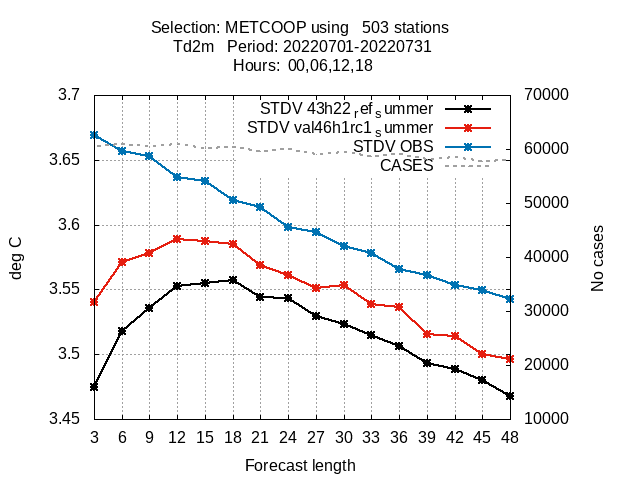 Selection: METCOOP using   503 stations
Td2m   Period: 20220701-20220731
Hours:  00,06,12,18
STDV 43h22refsummer
STDV val46h1rc1summer
STDV OBS
CASES
3.7
3.65
3.6
3.55
3.5
3.45
deg C
70000
60000
50000
40000
30000
20000
10000
No cases
3 6 9 12 15 18 21 24 27 30 33 36 39 42 45 48
Forecast length